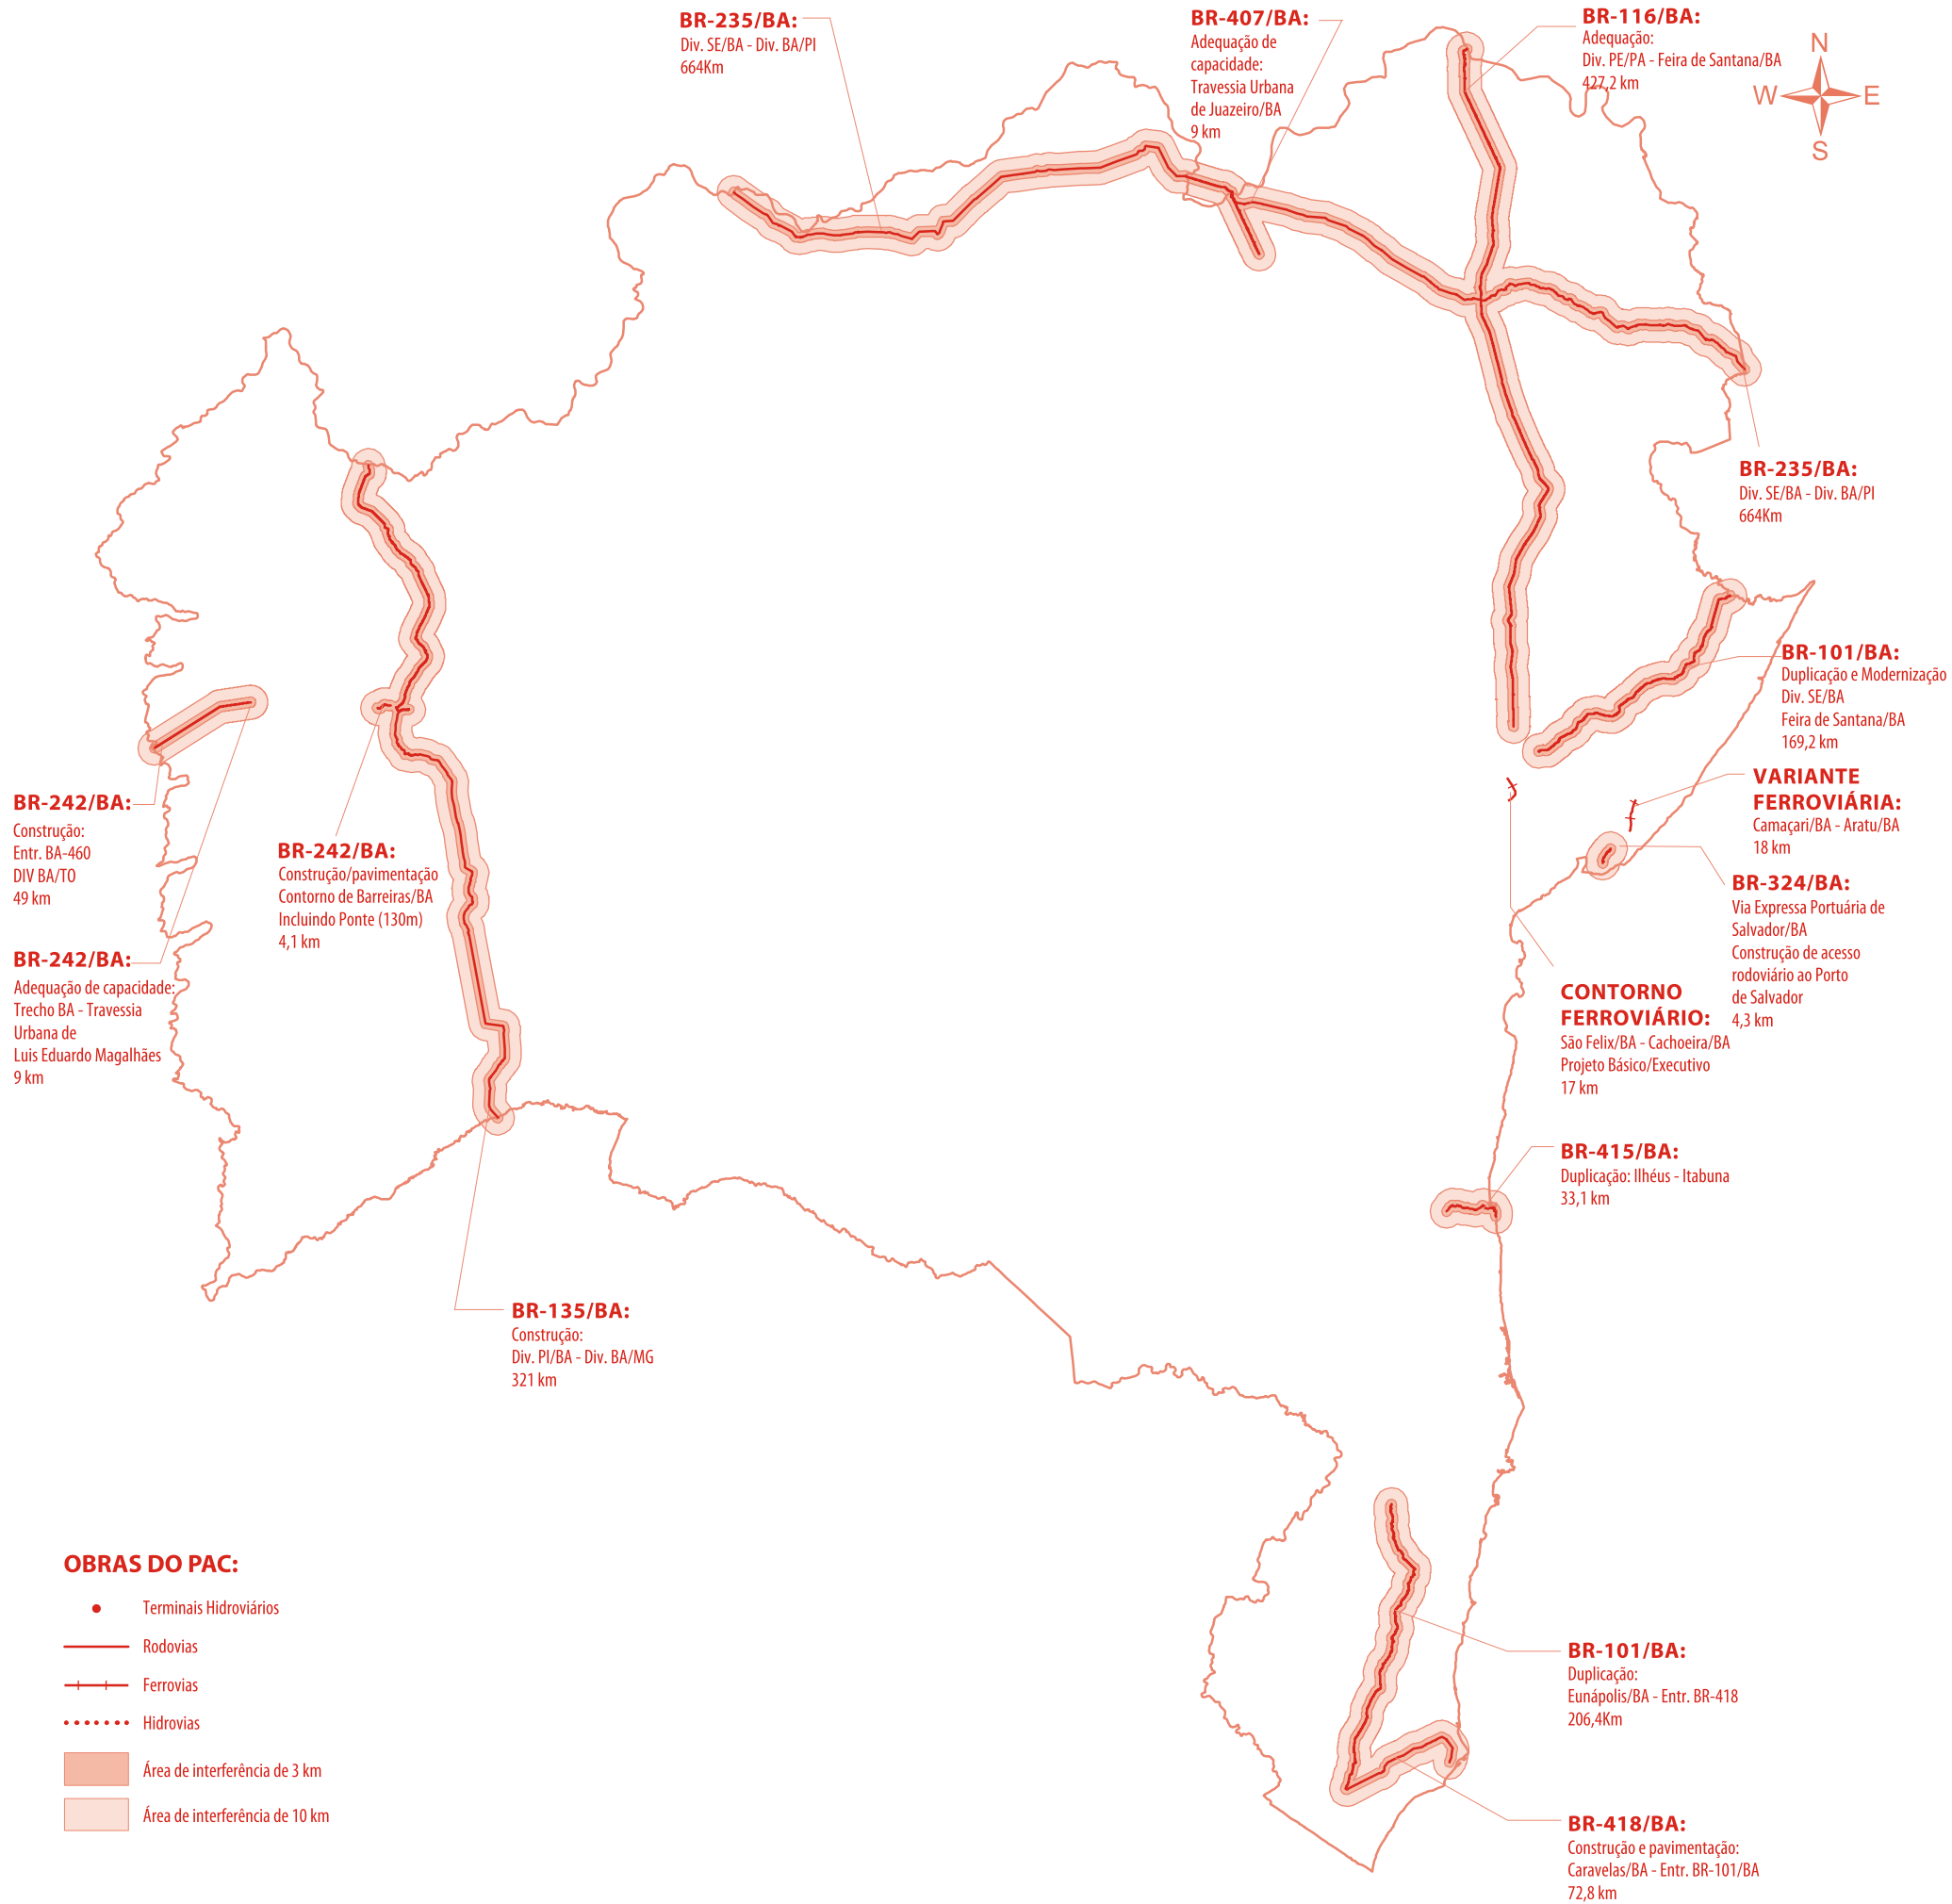 BR-235/BA:
Div. SE/BA - Div. BA/PI
664Km
BR-407/BA:
Adequação de
capacidade:
Travessia Urbana
de Juazeiro/BA
9 km
BR-116/BA:
Adequação:
Div. PE/PA - Feira de Santana/BA
427,2 km
N
W
E
S
BR-235/BA:
Div. SE/BA - Div. BA/PI
664Km
BR-101/BA:
Duplicação e Modernização
Div. SE/BA
Feira de Santana/BA
169,2 km
VARIANTE
FERROVIÁRIA:
Camaçari/BA - Aratu/BA
18 km
BR-324/BA:
Via Expressa Portuária de
Salvador/BA
Construção de acesso
rodoviário ao Porto
de Salvador
4,3 km
CONTORNO
FERROVIÁRIO:
São Felix/BA - Cachoeira/BA
Projeto Básico/Executivo
17 km
BR-242/BA:
Construção:
Entr. BA-460
DIV BA/TO
49 km
BR-242/BA:
Construção/pavimentação
Contorno de Barreiras/BA
Incluindo Ponte (130m)
4,1 km
BR-242/BA:
Adequação de capacidade:
Trecho BA - Travessia
Urbana de
Luis Eduardo Magalhães
9 km
BR-415/BA:
Duplicação: Ilhéus - Itabuna
33,1 km
BR-135/BA:
Construção:
Div. PI/BA - Div. BA/MG
321 km
OBRAS DO PAC:
Terminais Hidroviários
Rodovias
Ferrovias
Hidrovias
Área de interferência de 3 km
Área de interferência de 10 km
BR-101/BA:
Duplicação:
Eunápolis/BA - Entr. BR-418
206,4Km
BR-418/BA:
Construção e pavimentação:
Caravelas/BA - Entr. BR-101/BA
72,8 km